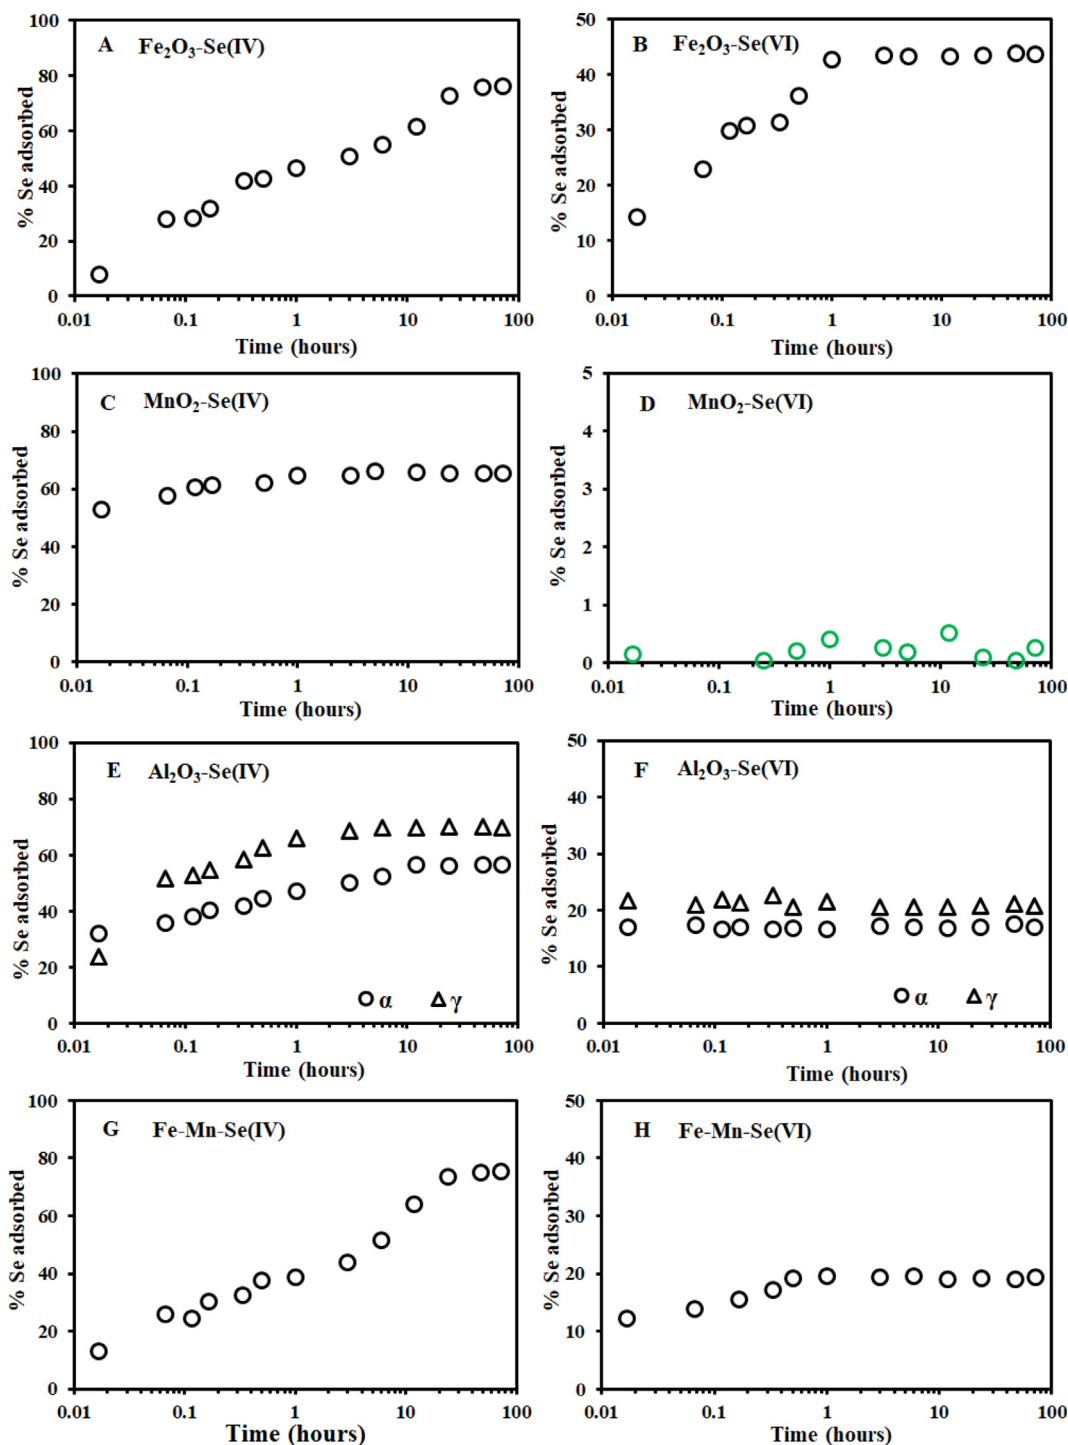 A Fe₂O₃-Se(IV)
% Se adsorbed
100
80
60
40
20
0
0.01 0.1 1 10 100
Time (hours)
B Fe₂O₃-Se(VI)
% Se adsorbed
50
40
30
20
10
0
0.01 0.1 1 10 100
Time (hours)
C MnO₂-Se(IV)
% Se adsorbed
100
80
60
40
20
0
0.01 0.1 1 10 100
Time (hours)
D MnO₂-Se(VI)
% Se adsorbed
5
4
3
2
1
0
0.01 0.1 1 10 100
Time (hours)
E Al₂O₃-Se(IV)
% Se adsorbed
100
80
60
40
20
0
α γ
0.01 0.1 1 10 100
Time (hours)
F Al₂O₃-Se(VI)
% Se adsorbed
50
40
30
20
10
0
α γ
0.01 0.1 1 10 100
Time (hours)
G Fe-Mn-Se(IV)
% Se adsorbed
100
80
60
40
20
0
0.01 0.1 1 10 100
Time (hours)
H Fe-Mn-Se(VI)
% Se adsorbed
50
40
30
20
10
0
0.01 0.1 1 10 100
Time (hours)